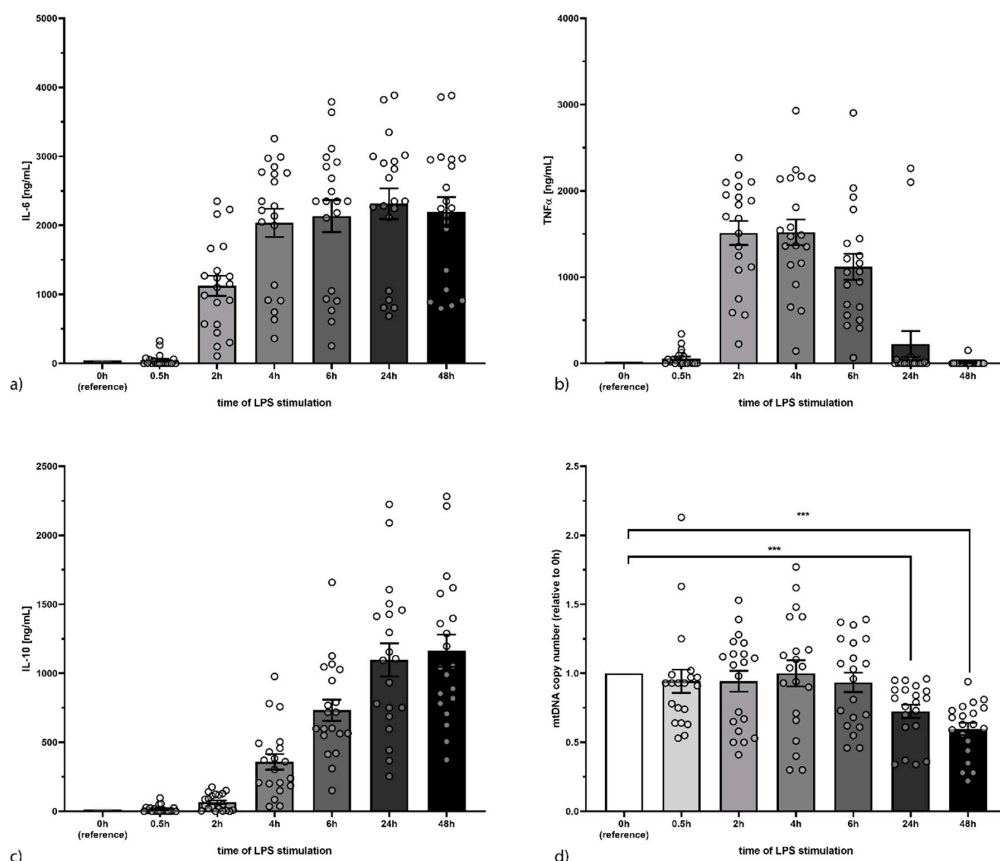 5000
4000
3000
2000
1000
0
IL-6 [ng/mL]
0h
(reference)
0.5h
2h
4h
6h
24h
48h
time of LPS stimulation
a)
4000
3000
2000
1000
0
TNFα [ng/mL]
0h
(reference)
0.5h
2h
4h
6h
24h
48h
time of LPS stimulation
b)
2500
2000
1500
1000
500
0
IL-10 [ng/mL]
0h
(reference)
0.5h
2h
4h
6h
24h
48h
time of LPS stimulation
c)
2.5
2.0
1.5
1.0
0.5
0.0
mtDNA copy number (relative to 0h)
***
***
0h
(reference)
0.5h
2h
4h
6h
24h
48h
time of LPS stimulation
d)